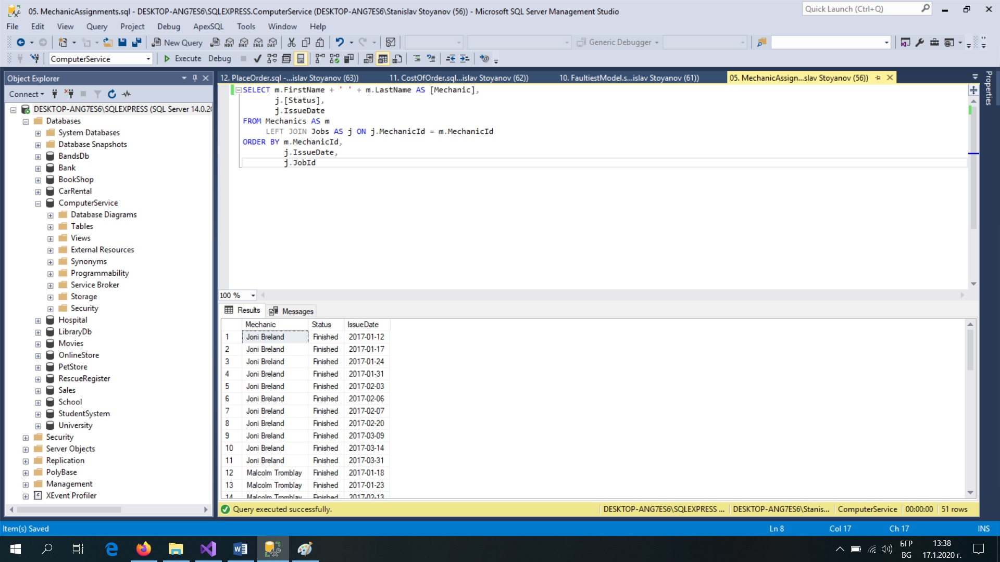 05. MechanicAssignments.sql - DESKTOP-ANG7ES6\SQLEXPRESS.ComputerService (DESKTOP-ANG7ES6\Stanislav Stoyanov (56)) - Microsoft SQL Server Management Studio
Quick Launch (Ctrl+Q)
File Edit View Query Project Debug ApexSQL Tools Window Help
New Query
MDX DMX XMLA DAX
Generic Debugger
ComputerService
Execute Debug
Object Explorer
Connect
DESKTOP-ANG7ES6\SQLEXPRESS (SQL Server 14.0.20
Databases
System Databases
Database Snapshots
BandsDb
Bank
BookShop
CarRental
ComputerService
Database Diagrams
Tables
Views
External Resources
Synonyms
Programmability
Service Broker
Storage
Security
Hospital
LibraryDb
Movies
OnlineStore
PetStore
RescueRegister
Sales
School
StudentSystem
University
Security
Server Objects
Replication
PolyBase
Management
XEvent Profiler
12. PlaceOrder.sql -...islav Stoyanov (63))
11. CostOfOrder.sql...islav Stoyanov (62))
10. FaultiestModel.s...islav Stoyanov (61))
05. MechanicAssign...slav Stoyanov (56))
Properties
SELECT m.FirstName + ' ' + m.LastName AS [Mechanic],
j.[Status],
j.IssueDate
FROM Mechanics AS m
LEFT JOIN Jobs AS j ON j.MechanicId = m.MechanicId
ORDER BY m.MechanicId,
j.IssueDate,
j.JobId
100 %
Results Messages
Mechanic Status IssueDate
1 Joni Breland Finished 2017-01-12
2 Joni Breland Finished 2017-01-17
3 Joni Breland Finished 2017-01-24
4 Joni Breland Finished 2017-01-31
5 Joni Breland Finished 2017-02-03
6 Joni Breland Finished 2017-02-06
7 Joni Breland Finished 2017-02-07
8 Joni Breland Finished 2017-02-20
9 Joni Breland Finished 2017-03-09
10 Joni Breland Finished 2017-03-14
11 Joni Breland Finished 2017-03-31
12 Malcolm Tromblay Finished 2017-01-18
13 Malcolm Tromblay Finished 2017-01-23
14 Malcolm Tromblay Finished 2017-02-13
Query executed successfully.
DESKTOP-ANG7ES6\SQLEXPRESS ... DESKTOP-ANG7ES6\Stanis... ComputerService 00:00:00 51 rows
Item(s) Saved
Ln 8 Col 17 Ch 17 INS
БГР
BG
13:38
17.1.2020 г.